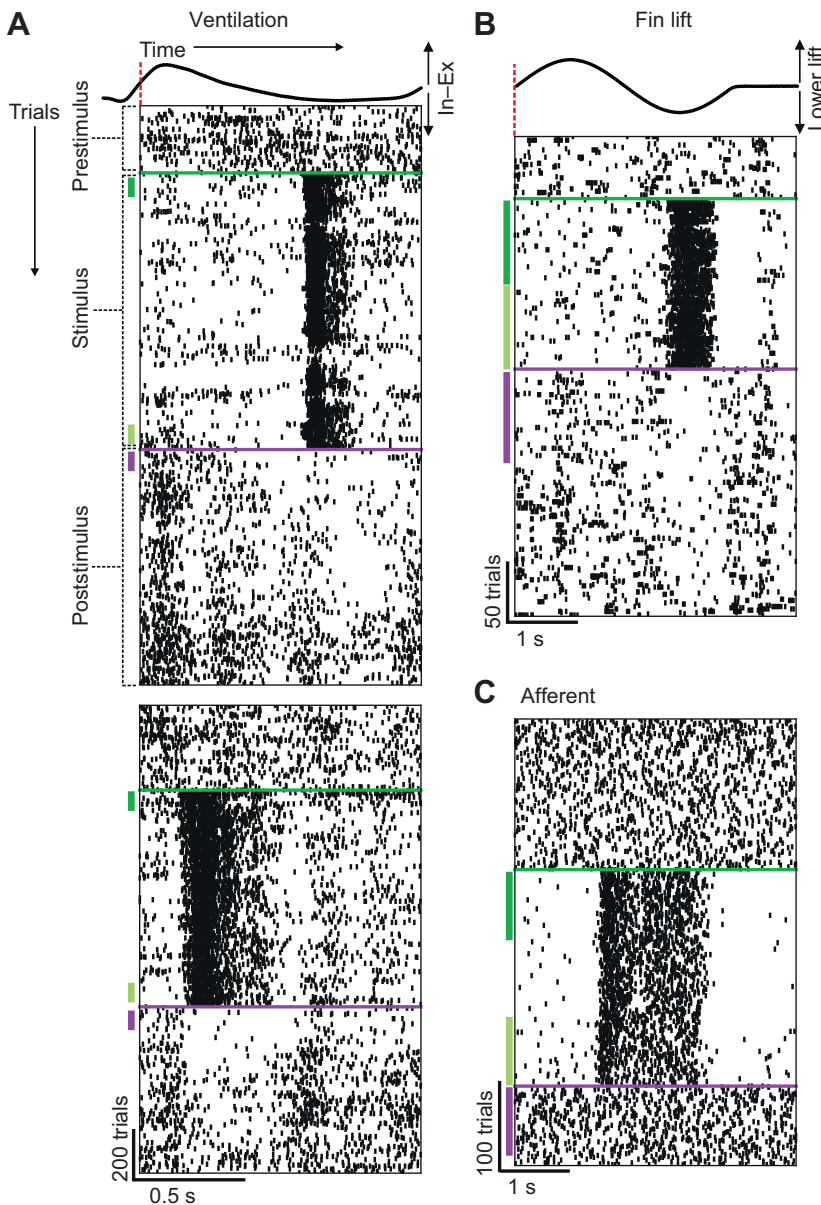 A
Ventilation
Time
In–Ex
Trials
Prestimulus
Stimulus
Poststimulus
200 trials
0.5 s
B
Fin lift
Lower lift
50 trials
1 s
C
Afferent
100 trials
1 s